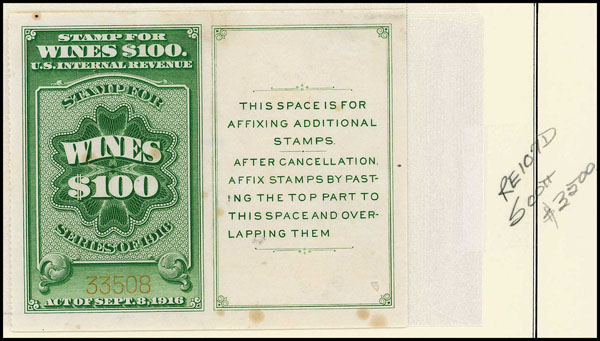 STAMP FOR
WINES $100.
U.S. INTERNAL REVENUE
STAMP FOR
WINES
$100
SERIES OF 1916
33508
ACT OF SEPT. 8, 1916
THIS SPACE IS FOR
AFFIXING ADDITIONAL
STAMPS.
AFTER CANCELLATION,
AFFIX STAMPS BY PAST-
ING THE TOP PART TO
THIS SPACE AND OVER-
LAPPING THEM
RE107D
SCOTT
$3500